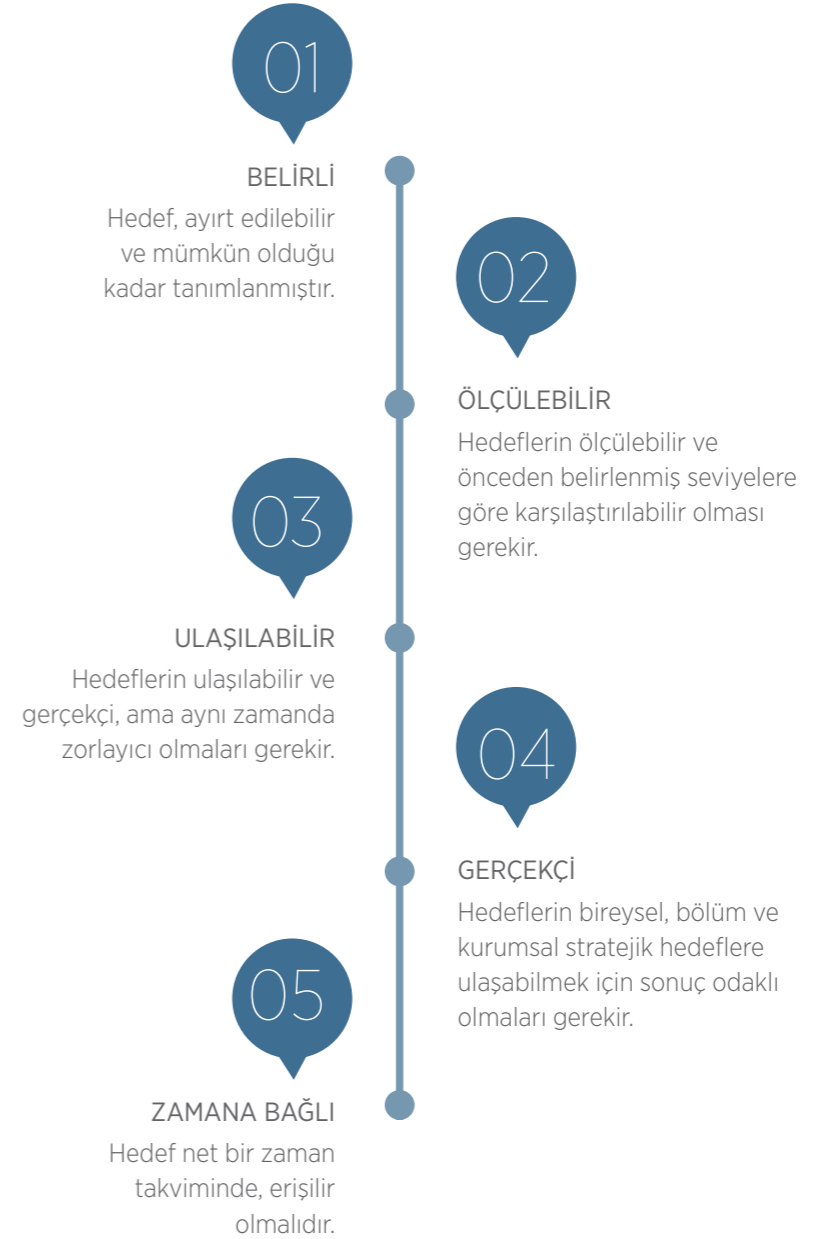 01
BELİRLİ
Hedef, ayırt edilebilir
ve mümkün olduğu
kadar tanımlanmıştır.
02
ÖLÇÜLEBİLİR
Hedeflerin ölçülebilir ve
önceden belirlenmiş seviyelere
göre karşılaştırılabilir olması
gerekir.
03
ULAŞILABİLİR
Hedeflerin ulaşılabilir ve
gerçekçi, ama aynı zamanda
zorlayıcı olmaları gerekir.
04
GERÇEKÇİ
Hedeflerin bireysel, bölüm ve
kurumsal stratejik hedeflere
ulaşabilmek için sonuç odaklı
olmaları gerekir.
05
ZAMANA BAĞLI
Hedef net bir zaman
takviminde, erişilir
olmalıdır.